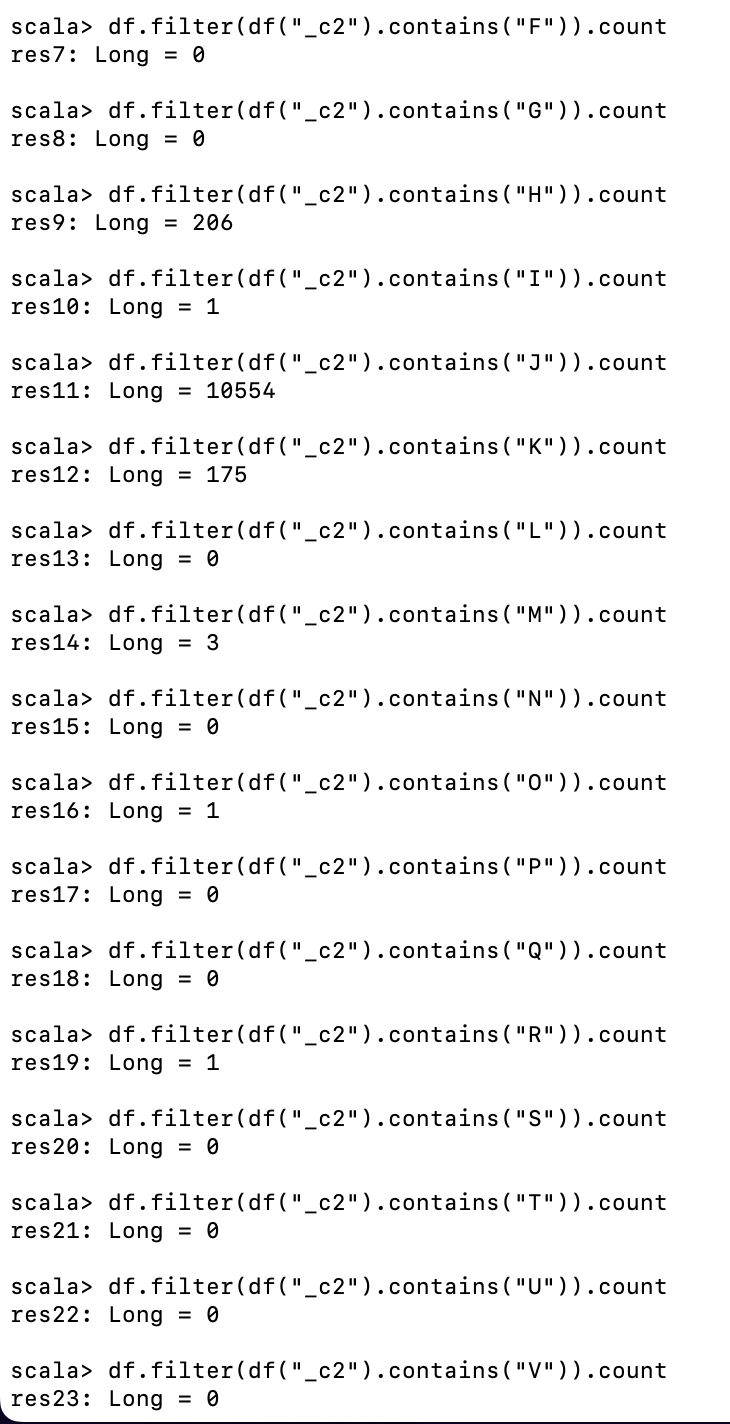 scala> df.filter(df("_c2").contains("F")).count
res7: Long = 0
scala> df.filter(df("_c2").contains("G")).count
res8: Long = 0
scala> df.filter(df("_c2").contains("H")).count
res9: Long = 206
scala> df.filter(df("_c2").contains("I")).count
res10: Long = 1
scala> df.filter(df("_c2").contains("J")).count
res11: Long = 10554
scala> df.filter(df("_c2").contains("K")).count
res12: Long = 175
scala> df.filter(df("_c2").contains("L")).count
res13: Long = 0
scala> df.filter(df("_c2").contains("M")).count
res14: Long = 3
scala> df.filter(df("_c2").contains("N")).count
res15: Long = 0
scala> df.filter(df("_c2").contains("O")).count
res16: Long = 1
scala> df.filter(df("_c2").contains("P")).count
res17: Long = 0
scala> df.filter(df("_c2").contains("Q")).count
res18: Long = 0
scala> df.filter(df("_c2").contains("R")).count
res19: Long = 1
scala> df.filter(df("_c2").contains("S")).count
res20: Long = 0
scala> df.filter(df("_c2").contains("T")).count
res21: Long = 0
scala> df.filter(df("_c2").contains("U")).count
res22: Long = 0
scala> df.filter(df("_c2").contains("V")).count
res23: Long = 0